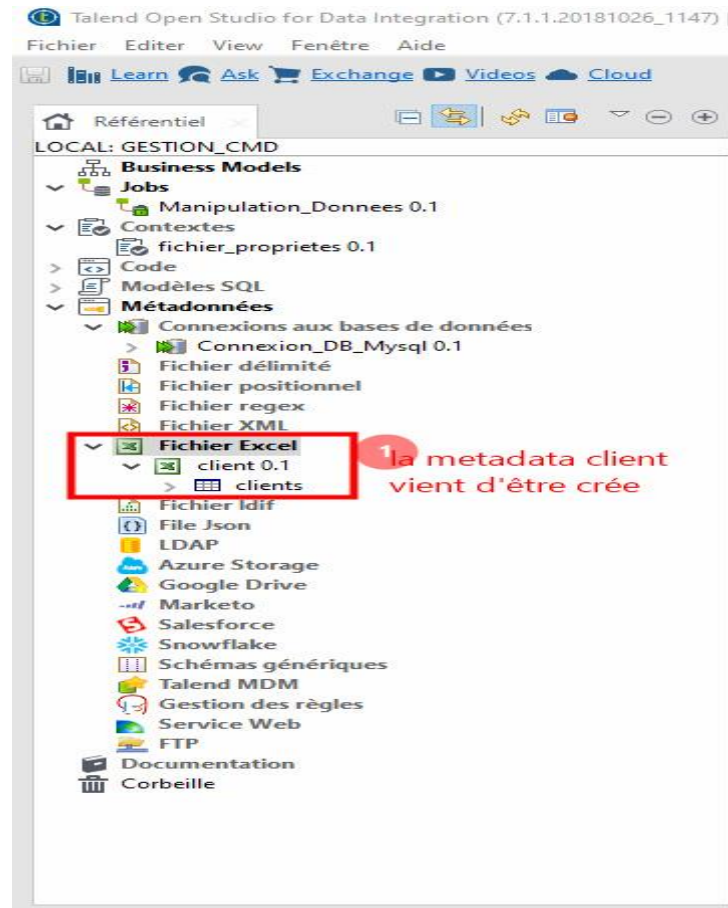 Talend Open Studio for Data Integration (7.1.1.20181026_1147)
Fichier Editer View Fenêtre Aide
Learn Ask Exchange Videos Cloud
Référentiel
LOCAL: GESTION_CMD
Business Models
Jobs
Manipulation_Donnees 0.1
Contextes
fichier_proprietes 0.1
Code
Modèles SQL
Métadonnées
Connexions aux bases de données
Connexion_DB_Mysql 0.1
Fichier délimité
Fichier positionnel
Fichier regex
Fichier XML
Fichier Excel
client 0.1
clients
1
la metadata client
vient d'être crée
Fichier ldif
File Json
LDAP
Azure Storage
Google Drive
Marketo
Salesforce
Snowflake
Schémas génériques
Talend MDM
Gestion des règles
Service Web
FTP
Documentation
Corbeille